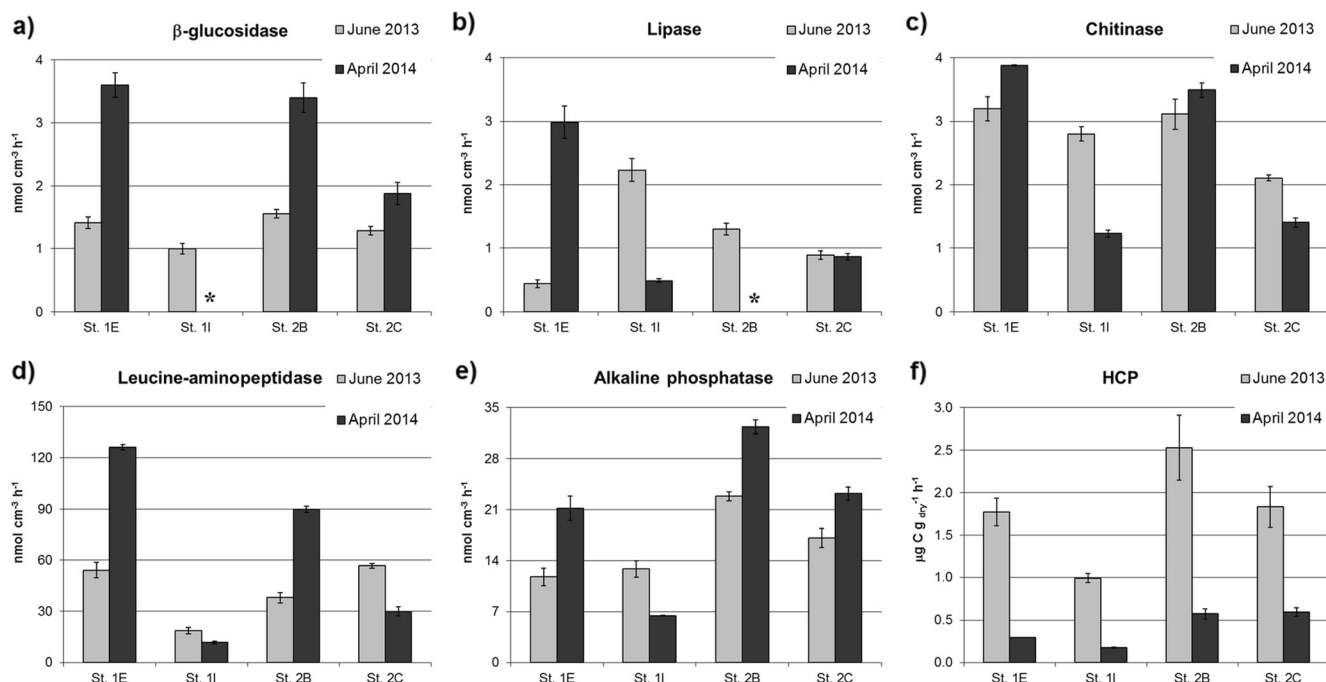 a)
β-glucosidase
June 2013
April 2014
nmol cm⁻³ h⁻¹
4
3
2
1
0
*
St. 1E St. 1I St. 2B St. 2C
b)
Lipase
June 2013
April 2014
nmol cm⁻³ h⁻¹
4
3
2
1
0
*
St. 1E St. 1I St. 2B St. 2C
c)
Chitinase
June 2013
April 2014
nmol cm⁻³ h⁻¹
4
3
2
1
0
St. 1E St. 1I St. 2B St. 2C
d)
Leucine-aminopeptidase
June 2013
April 2014
nmol cm⁻³ h⁻¹
150
120
90
60
30
0
St. 1E St. 1I St. 2B St. 2C
e)
Alkaline phosphatase
June 2013
April 2014
nmol cm⁻³ h⁻¹
35
28
21
14
7
0
St. 1E St. 1I St. 2B St. 2C
f)
HCP
June 2013
April 2014
µg C g dry⁻¹ h⁻¹
3.0
2.5
2.0
1.5
1.0
0.5
0.0
St. 1E St. 1I St. 2B St. 2C